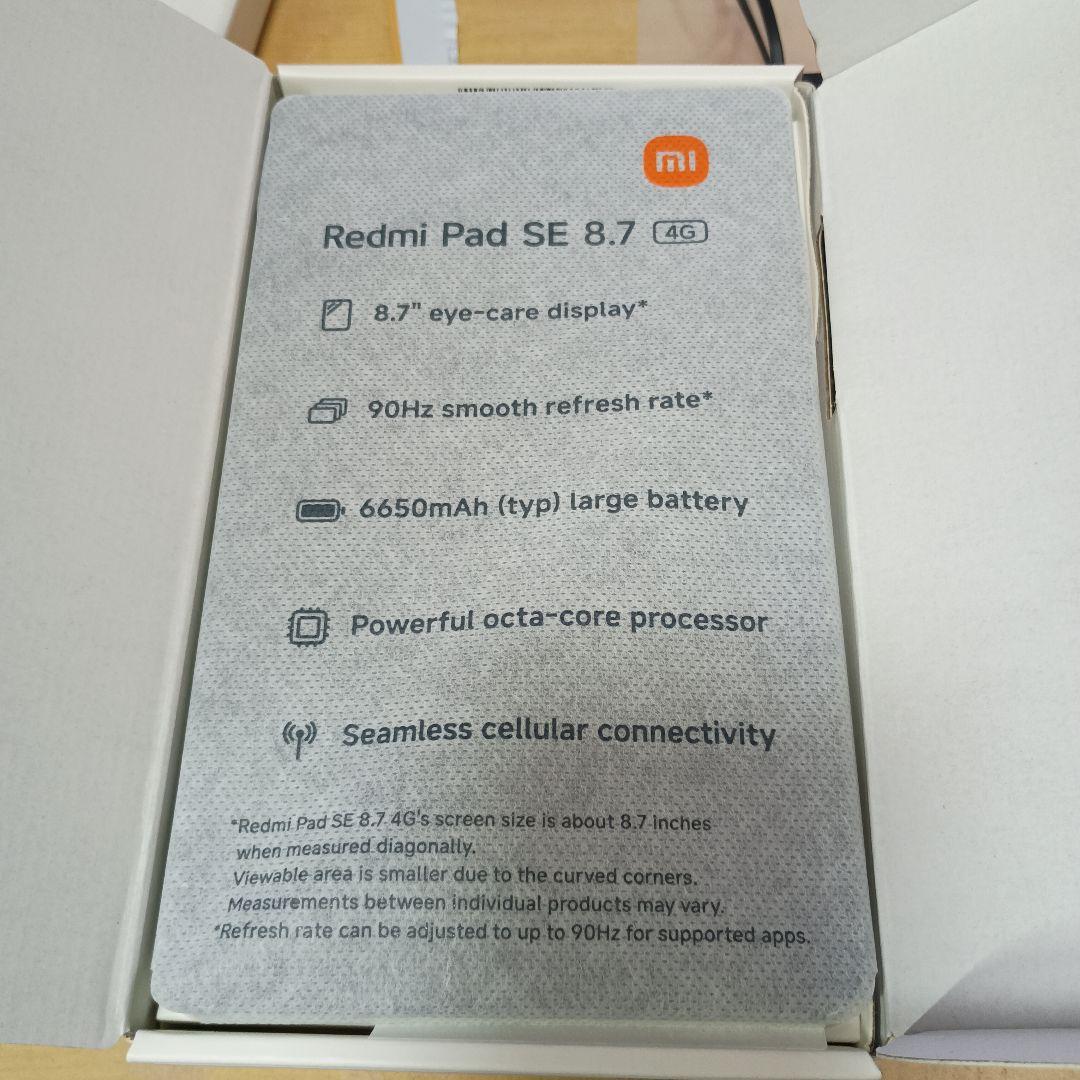 mi
Redmi Pad SE 8.7 4G
8.7" eye-care display*
90Hz smooth refresh rate*
6650mAh (typ) large battery
Powerful octa-core processor
Seamless cellular connectivity
*Redmi Pad SE 8.7 4G's screen size is about 8.7 inches
when measured diagonally.
Viewable area is smaller due to the curved corners.
Measurements between individual products may vary.
*Refresh rate can be adjusted to up to 90Hz for supported apps.